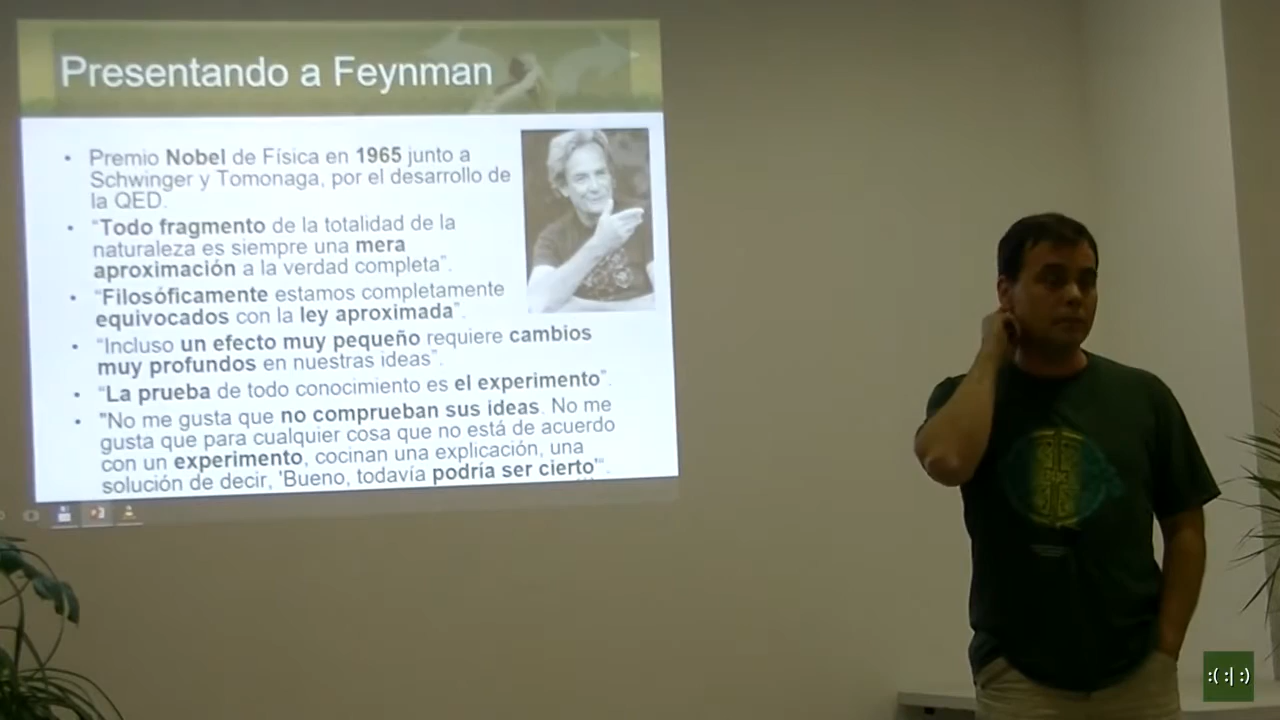 Presentando a Feynman
• Premio Nobel de Física en 1965 junto a
Schwinger y Tomonaga, por el desarrollo de
la QED.
• “Todo fragmento de la totalidad de la
naturaleza es siempre una mera
aproximación a la verdad completa”.
• “Filosóficamente estamos completamente
equivocados con la ley aproximada”.
• “Incluso un efecto muy pequeño requiere cambios
muy profundos en nuestras ideas”.
• “La prueba de todo conocimiento es el experimento”.
• "No me gusta que no comprueban sus ideas. No me
gusta que para cualquier cosa que no está de acuerdo
con un experimento, cocinan una explicación, una
solución de decir, 'Bueno, todavía podría ser cierto'“.
:( :| :)